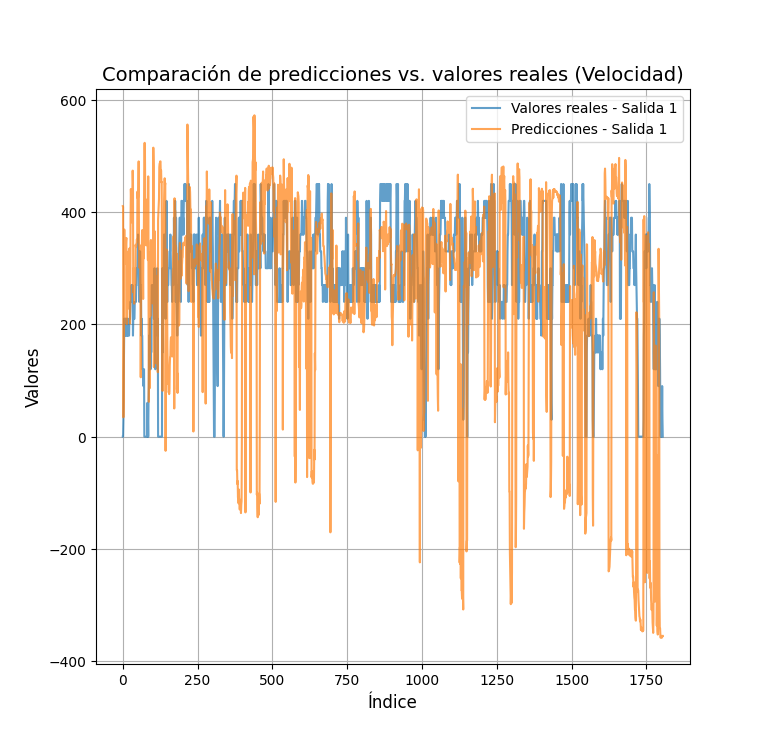 Comparación de predicciones vs. valores reales (Velocidad)
Valores reales - Salida 1
Predicciones - Salida 1
600
400
200
0
−200
−400
Valores
0
250
500
750
1000
1250
1500
1750
Índice